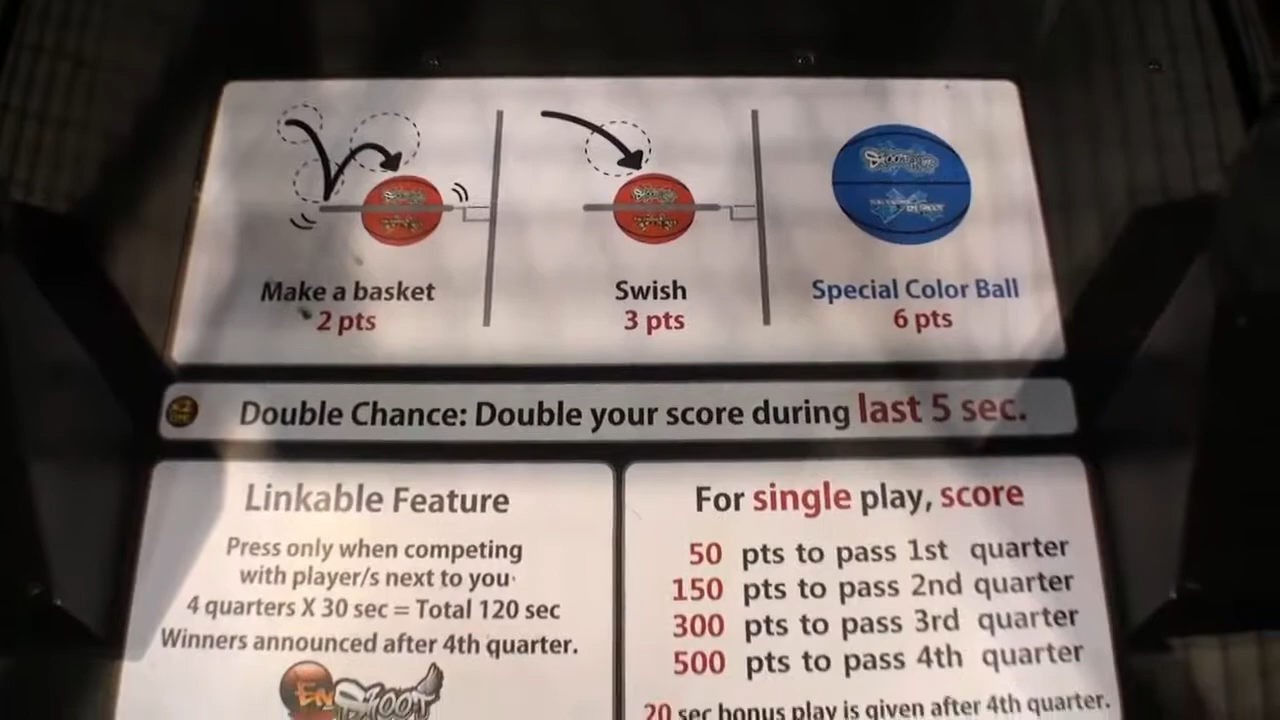 Make a basket
2 pts
Swish
3 pts
Special Color Ball
6 pts
Double Chance: Double your score during last 5 sec.
Linkable Feature
Press only when competing
with player/s next to you.
4 quarters X 30 sec = Total 120 sec
Winners announced after 4th quarter.
EnShoot
For single play, score
50 pts to pass 1st quarter
150 pts to pass 2nd quarter
300 pts to pass 3rd quarter
500 pts to pass 4th quarter
20 sec bonus play is given after 4th quarter.